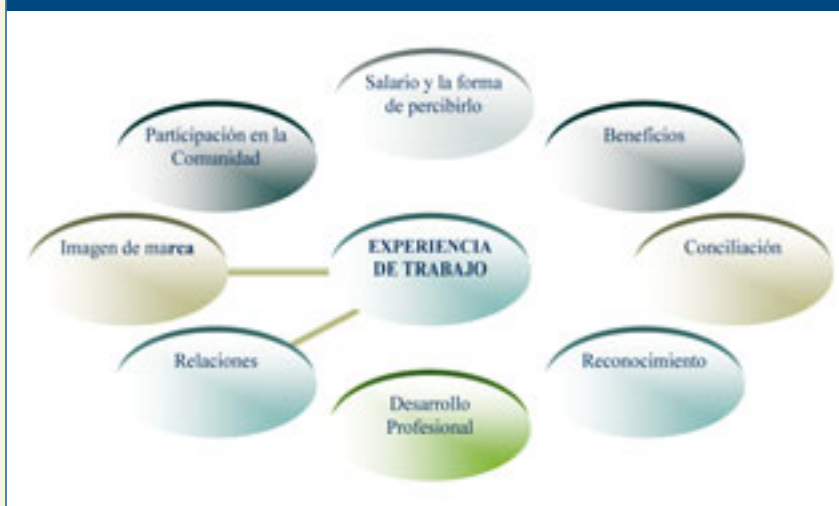 Salario y la forma
de percibirlo
Participación en la
Comunidad
Beneficios
Imagen de marca
EXPERIENCIA
DE TRABAJO
Conciliación
Relaciones
Reconocimiento
Desarrollo
Profesional